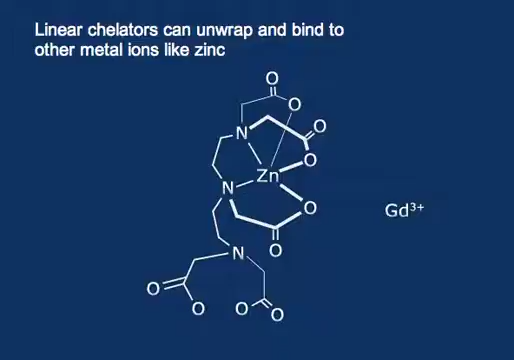 Linear chelators can unwrap and bind to
other metal ions like zinc
O
O
N
O
O
Zn
N
O
Gd³⁺
O
N
O
O
O
O